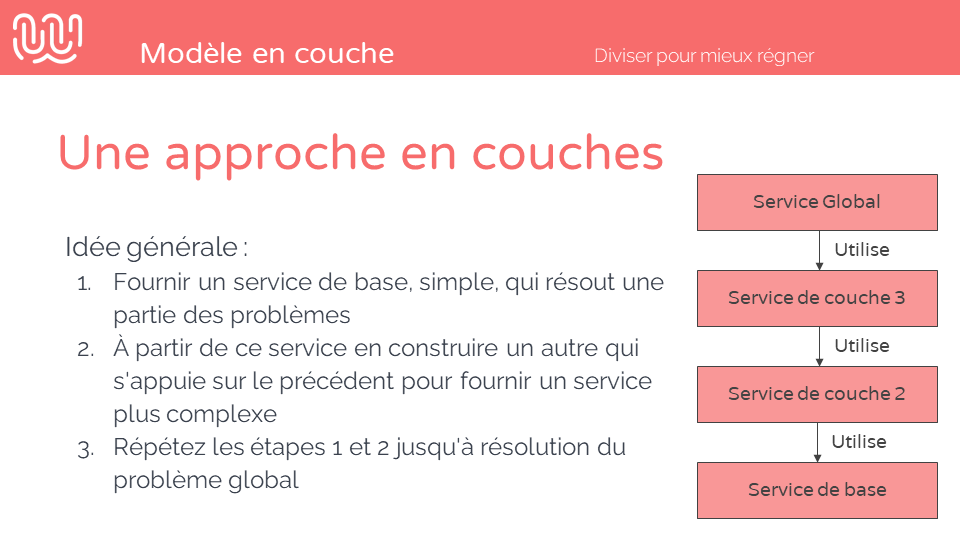 Modèle en couche
Diviser pour mieux régner
Une approche en couches
Idée générale :
1. Fournir un service de base, simple, qui résout une
partie des problèmes
2. À partir de ce service en construire un autre qui
s'appuie sur le précédent pour fournir un service
plus complexe
3. Répétez les étapes 1 et 2 jusqu'à résolution du
problème global
Service Global
Utilise
Service de couche 3
Utilise
Service de couche 2
Utilise
Service de base